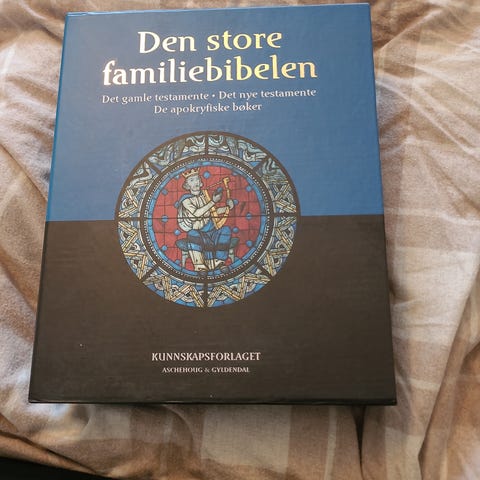 Den store
familiebibelen
Det gamle testamente • Det nye testamente
De apokryfiske bøker
KUNNSKAPSFORLAGET
ASCHEHOUG & GYLDENDAL